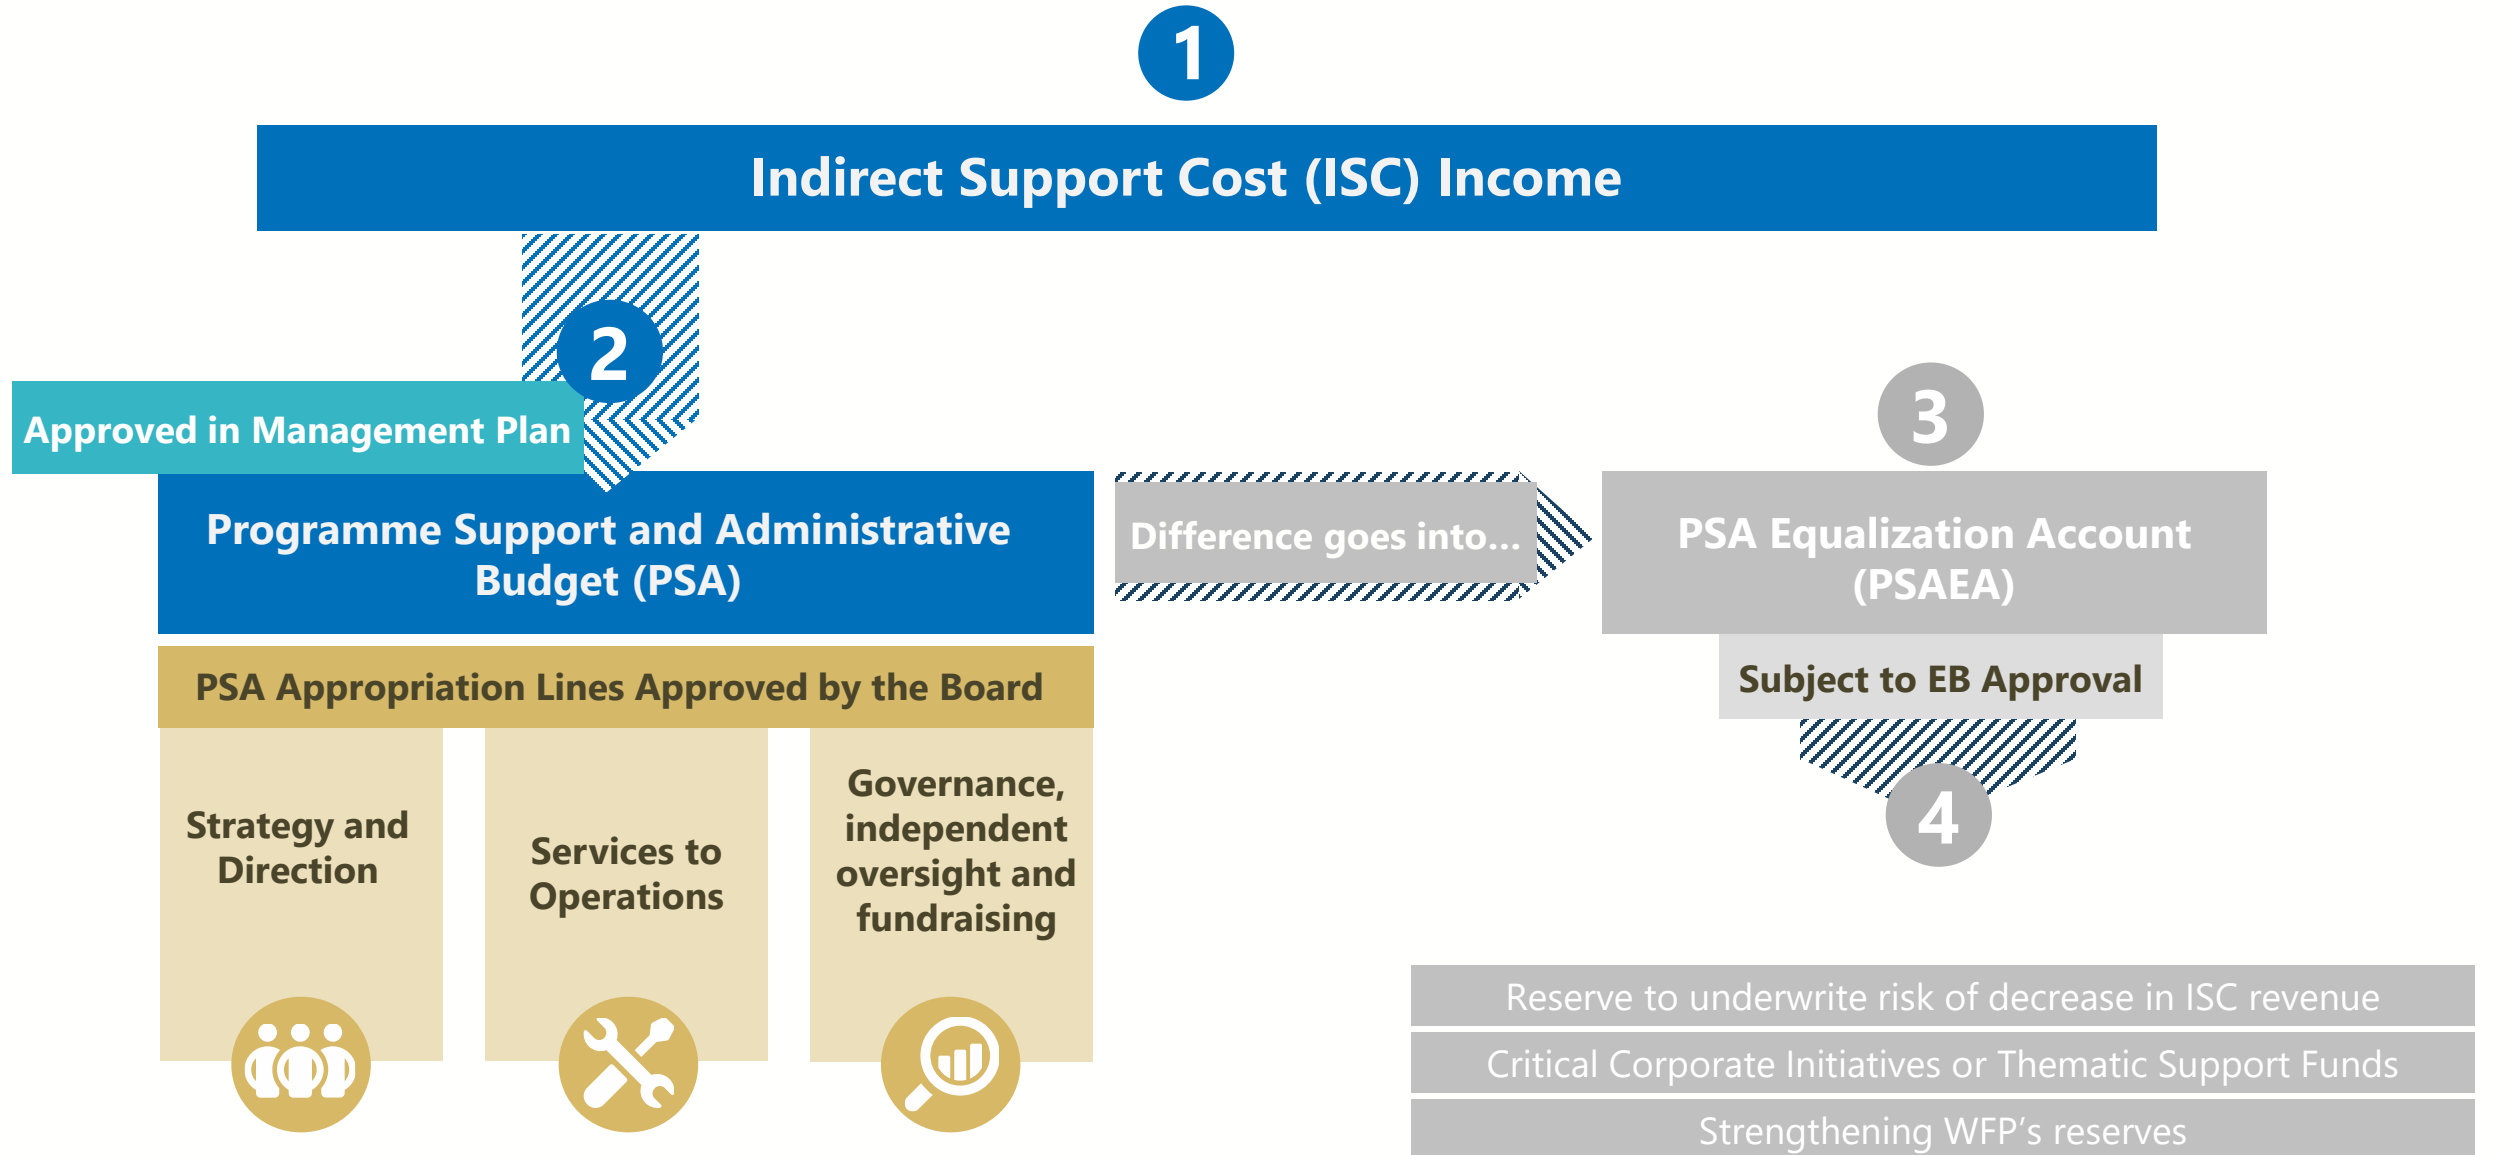 1
Indirect Support Cost (ISC) Income
2
Approved in Management Plan
Programme Support and Administrative
Budget (PSA)
Difference goes into...
3
PSA Equalization Account
(PSAEA)
PSA Appropriation Lines Approved by the Board
Subject to EB Approval
Strategy and
Direction
Services to
Operations
Governance,
independent
oversight and
fundraising
4
Reserve to underwrite risk of decrease in ISC revenue
Critical Corporate Initiatives or Thematic Support Funds
Strengthening WFP’s reserves